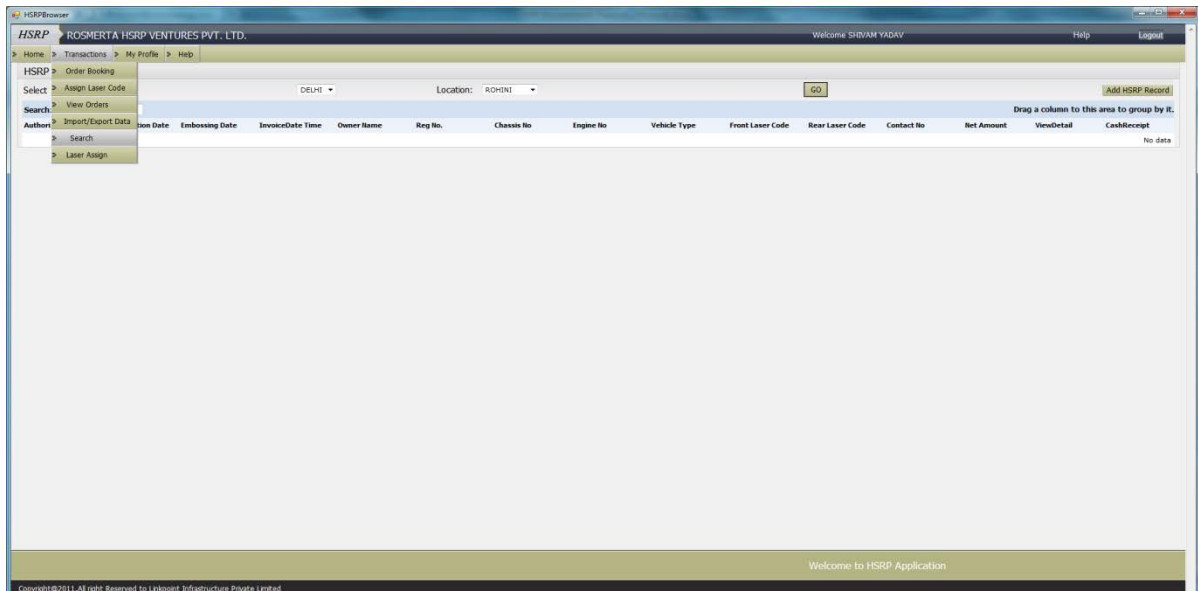 HSRPBrowser
HSRP ROSMERTA HSRP VENTURES PVT. LTD. Welcome SHIVAM YADAV Help Logout
Home Transactions My Profile Help
HSRP Order Booking
Select Assign Laser Code DELHI Location: ROHINI GO Add HSRP Record
Search: View Orders Drag a column to this area to group by it.
Import/Export Data
Authori tion Date Embossing Date InvoiceDate Time Owner Name Reg No. Chassis No Engine No Vehicle Type Front Laser Code Rear Laser Code Contact No Net Amount ViewDetail CashReceipt
Search No data
Laser Assign
Welcome to HSRP Application
Copyright@2011.All right Reserved to Linkpoint Infrastructure Private Limited